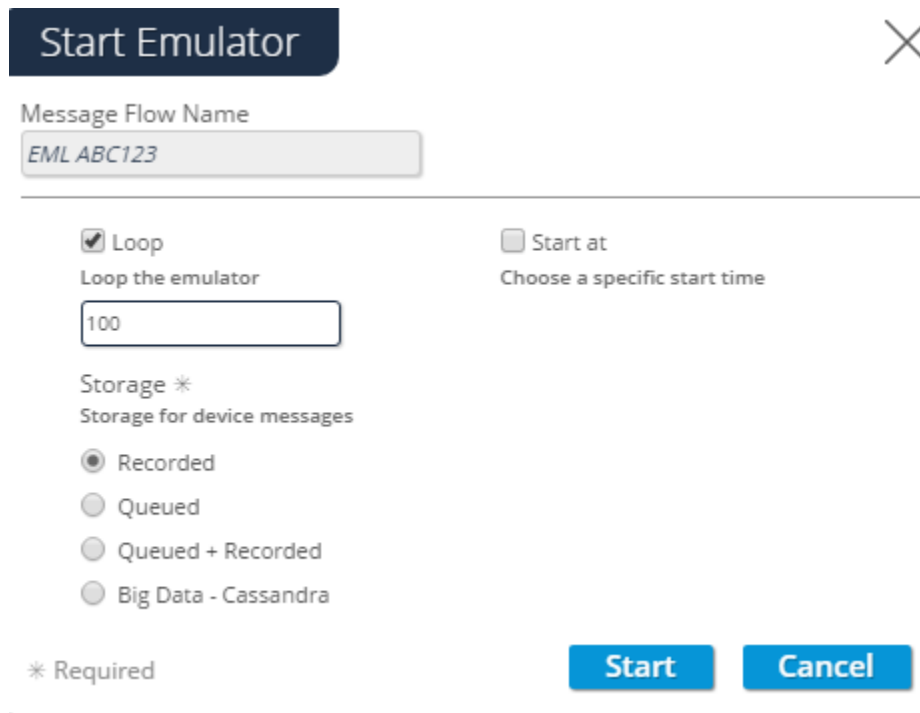 Start Emulator
Message Flow Name
EML ABC123
Loop
Start at
Loop the emulator
Choose a specific start time
100
Storage ✳
Storage for device messages
Recorded
Queued
Queued + Recorded
Big Data - Cassandra
✳ Required
Start
Cancel